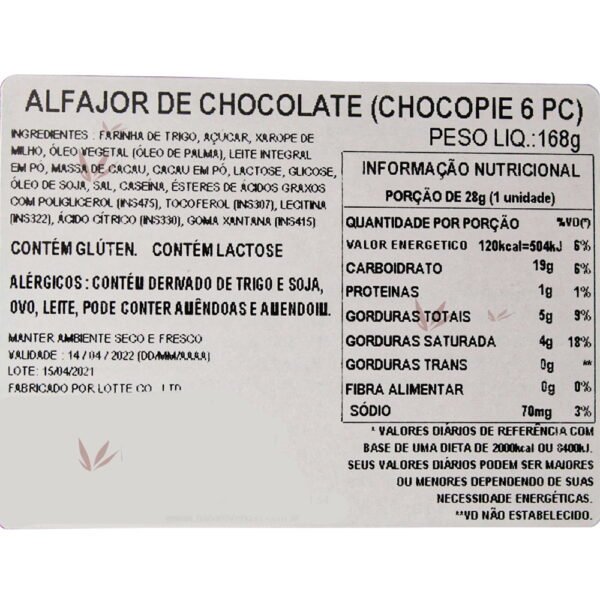 ALFAJOR DE CHOCOLATE (CHOCOPIE 6 PC)
PESO LIQ.:168g
INGREDIENTES : FARINHA DE TRIGO, AÇUCAR, XAROPE DE
MILHO, ÓLEO VEGETAL (ÓLEO DE PALMA), LEITE INTEGRAL
EM PÓ, MASSA DE CACAU, CACAU EM PÓ, LACTOSE, GLICOSE,
ÓLEO DE SOJA, SAL, CASEÍNA, ÉSTERES DE ÁCIDOS GRAXOS
COM POLIGLICEROL (INS475), TOCOFEROL (INS307), LECITINA
(INS322), ÁCIDO CÍTRICO (INS330), GOMA XANTANA (INS415)
CONTÉM GLÚTEN. CONTÉM LACTOSE
ALÉRGICOS : CONTÉM DERIVADO DE TRIGO E SOJA,
OVO, LEITE, PODE CONTER AMÊNDOAS E AMENDOIM.
MANTER AMBIENTE SECO E FRESCO
VALIDADE : 14 / 04 / 2022 (DD/MM/AAAA)
LOTE: 15/04/2021
FABRICADO POR LOTTE CO., LTD
INFORMAÇÃO NUTRICIONAL
PORÇÃO DE 28g (1 unidade)
QUANTIDADE POR PORÇÃO %VD(*)
VALOR ENERGETICO 120kcal=504kJ 6%
CARBOIDRATO 19g 6%
PROTEINAS 1g 1%
GORDURAS TOTAIS 5g 9%
GORDURAS SATURADA 4g 18%
GORDURAS TRANS 0g **
FIBRA ALIMENTAR 0g 0%
SÓDIO 70mg 3%
* VALORES DIÁRIOS DE REFERÊNCIA COM
BASE DE UMA DIETA DE 2000kcal OU 8400kJ.
SEUS VALORES DIÁRIOS PODEM SER MAIORES
OU MENORES DEPENDENDO DE SUAS
NECESSIDADE ENERGÉTICAS.
**VD NÃO ESTABELECIDO.